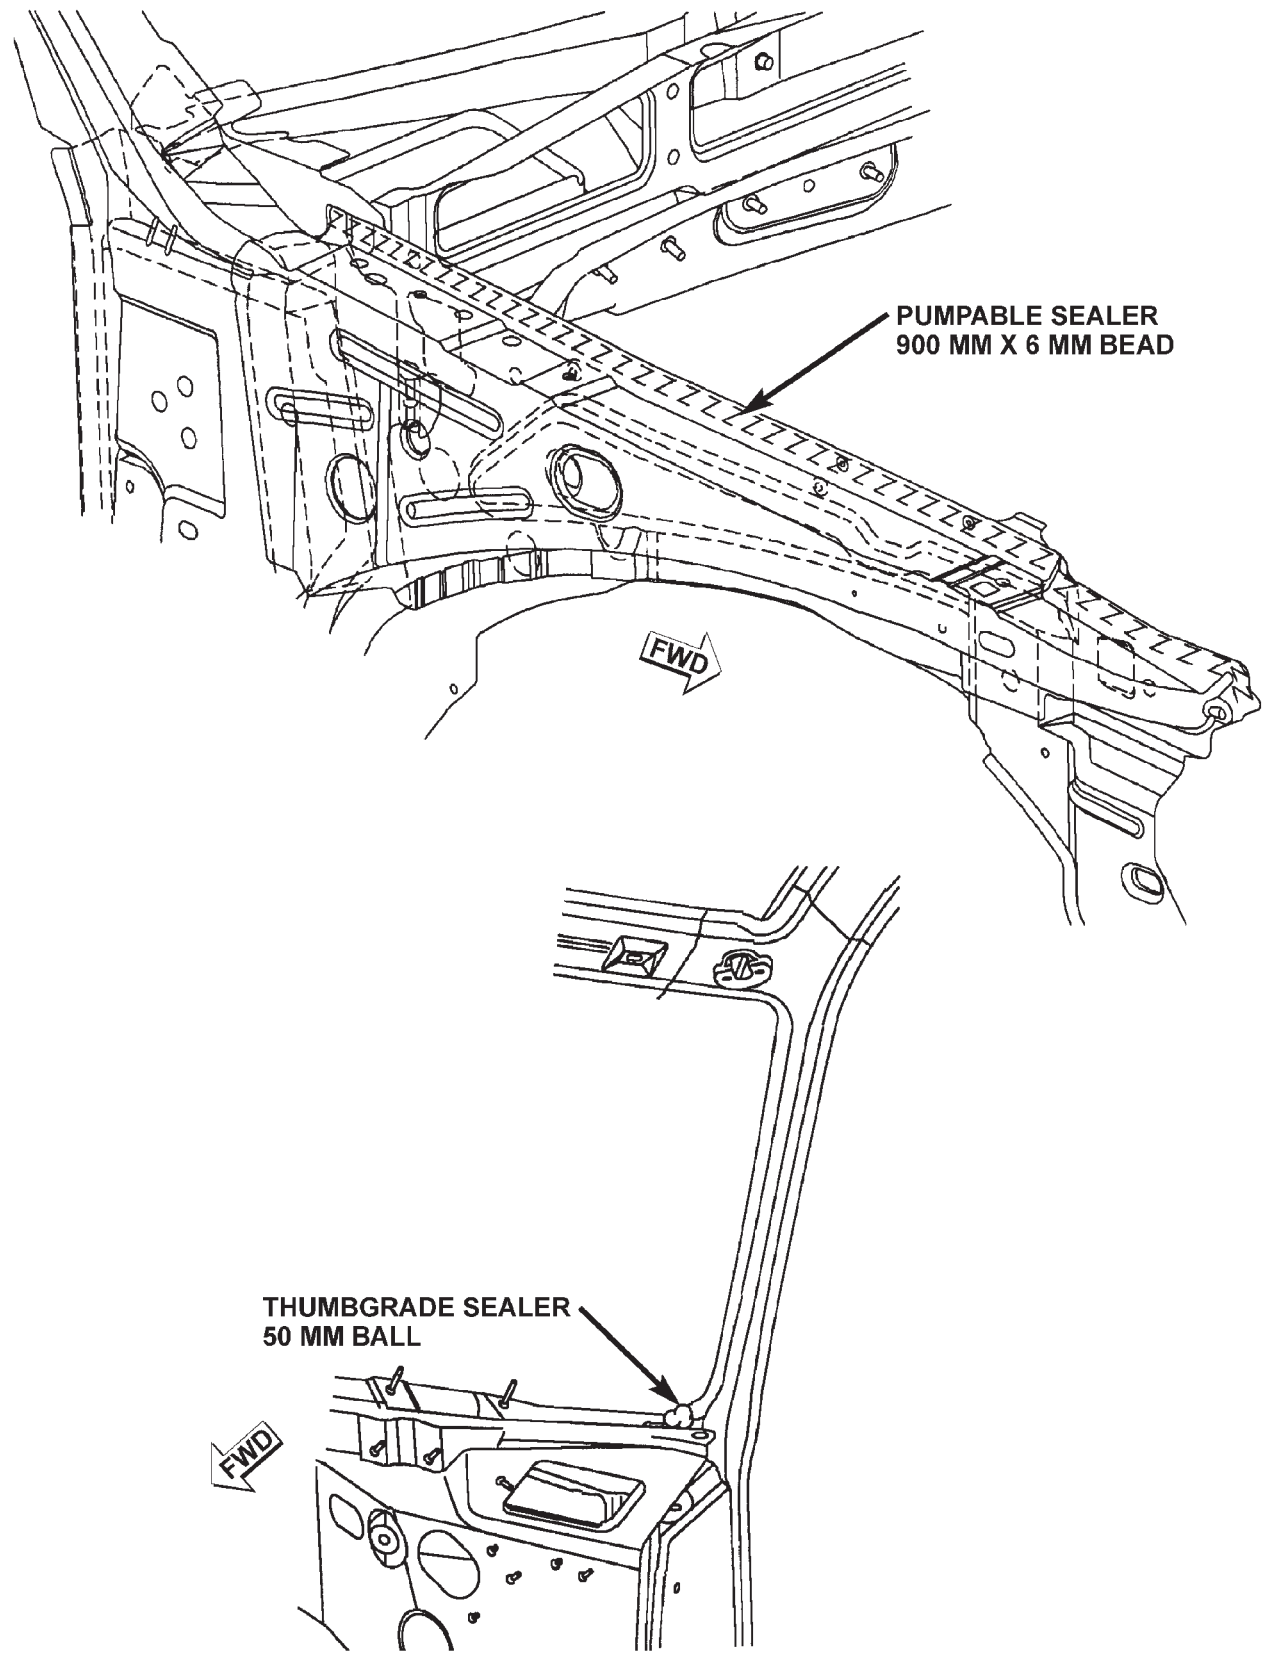 PUMPABLE SEALER
900 MM X 6 MM BEAD
FWD
THUMBGRADE SEALER
50 MM BALL
FWD